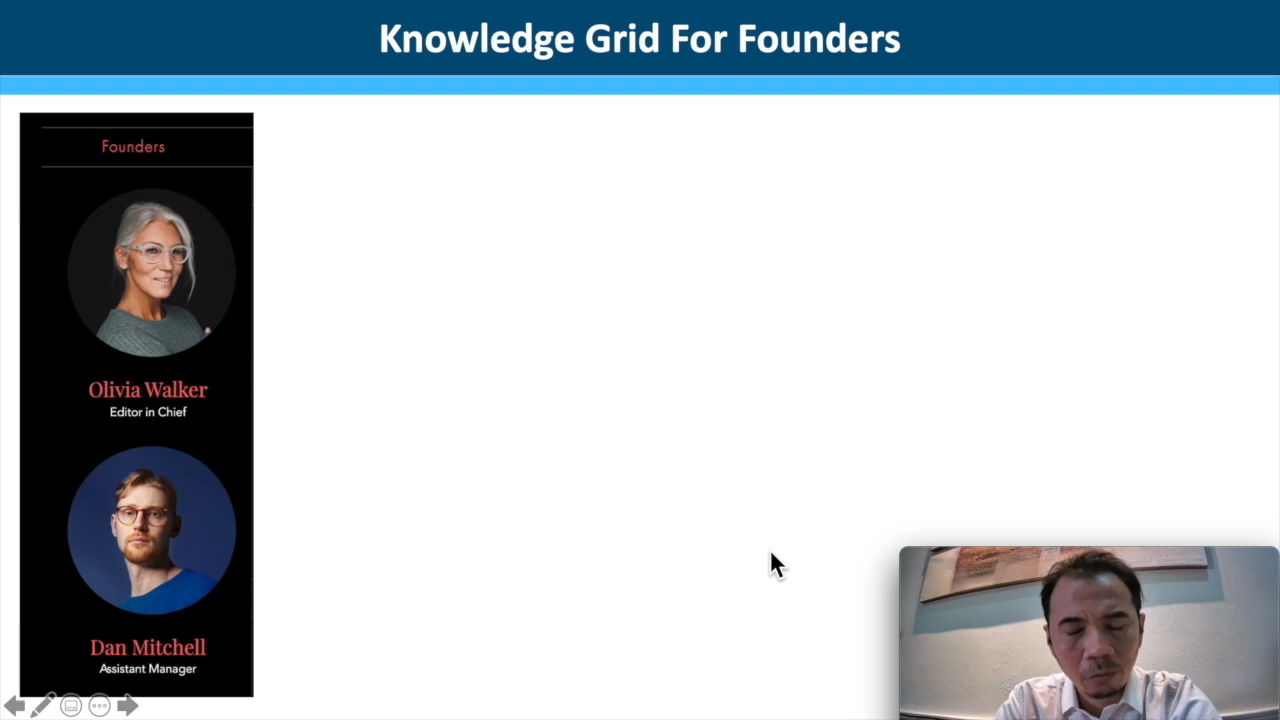 Knowledge Grid For Founders
Founders
Olivia Walker
Editor in Chief
Dan Mitchell
Assistant Manager